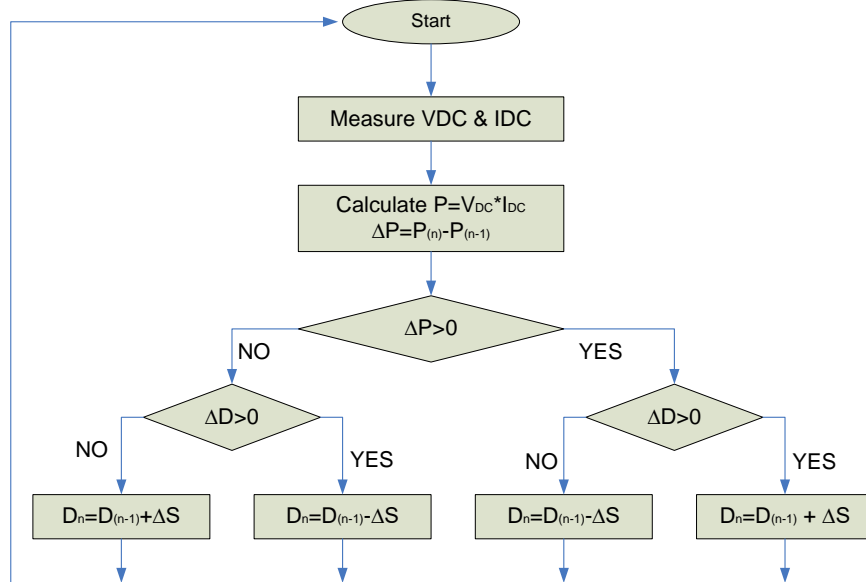 Start
Measure VDC & IDC
Calculate P=VDC*IDC
ΔP=P(n)-P(n-1)
ΔP>0
NO
YES
ΔD>0
ΔD>0
NO
YES
NO
YES
Dn=D(n-1)+ΔS
Dn=D(n-1)-ΔS
Dn=D(n-1)-ΔS
Dn=D(n-1) + ΔS